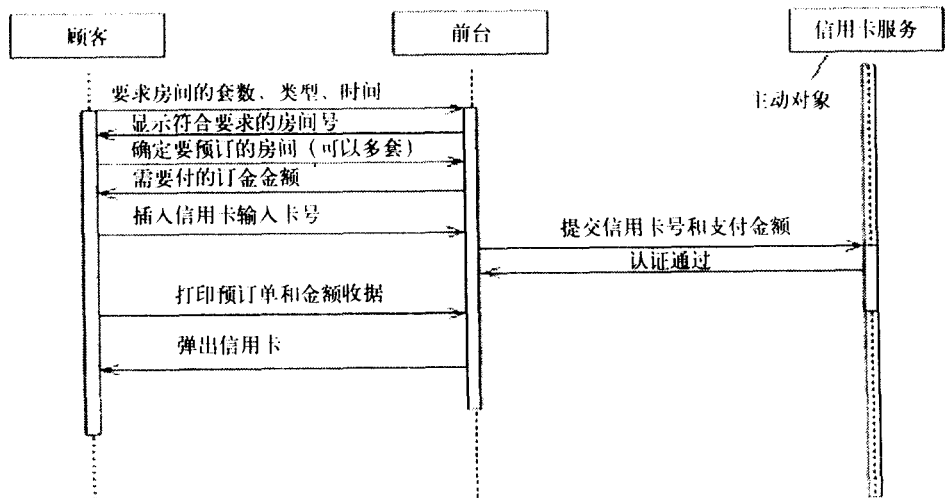 顾客
前台
信用卡服务
主动对象
要求房间的套数、类型、时间
显示符合要求的房间号
确定要预订的房间（可以多套）
需要付的订金金额
插入信用卡输入卡号
提交信用卡号和支付金额
认证通过
打印预订单和金额收据
弹出信用卡